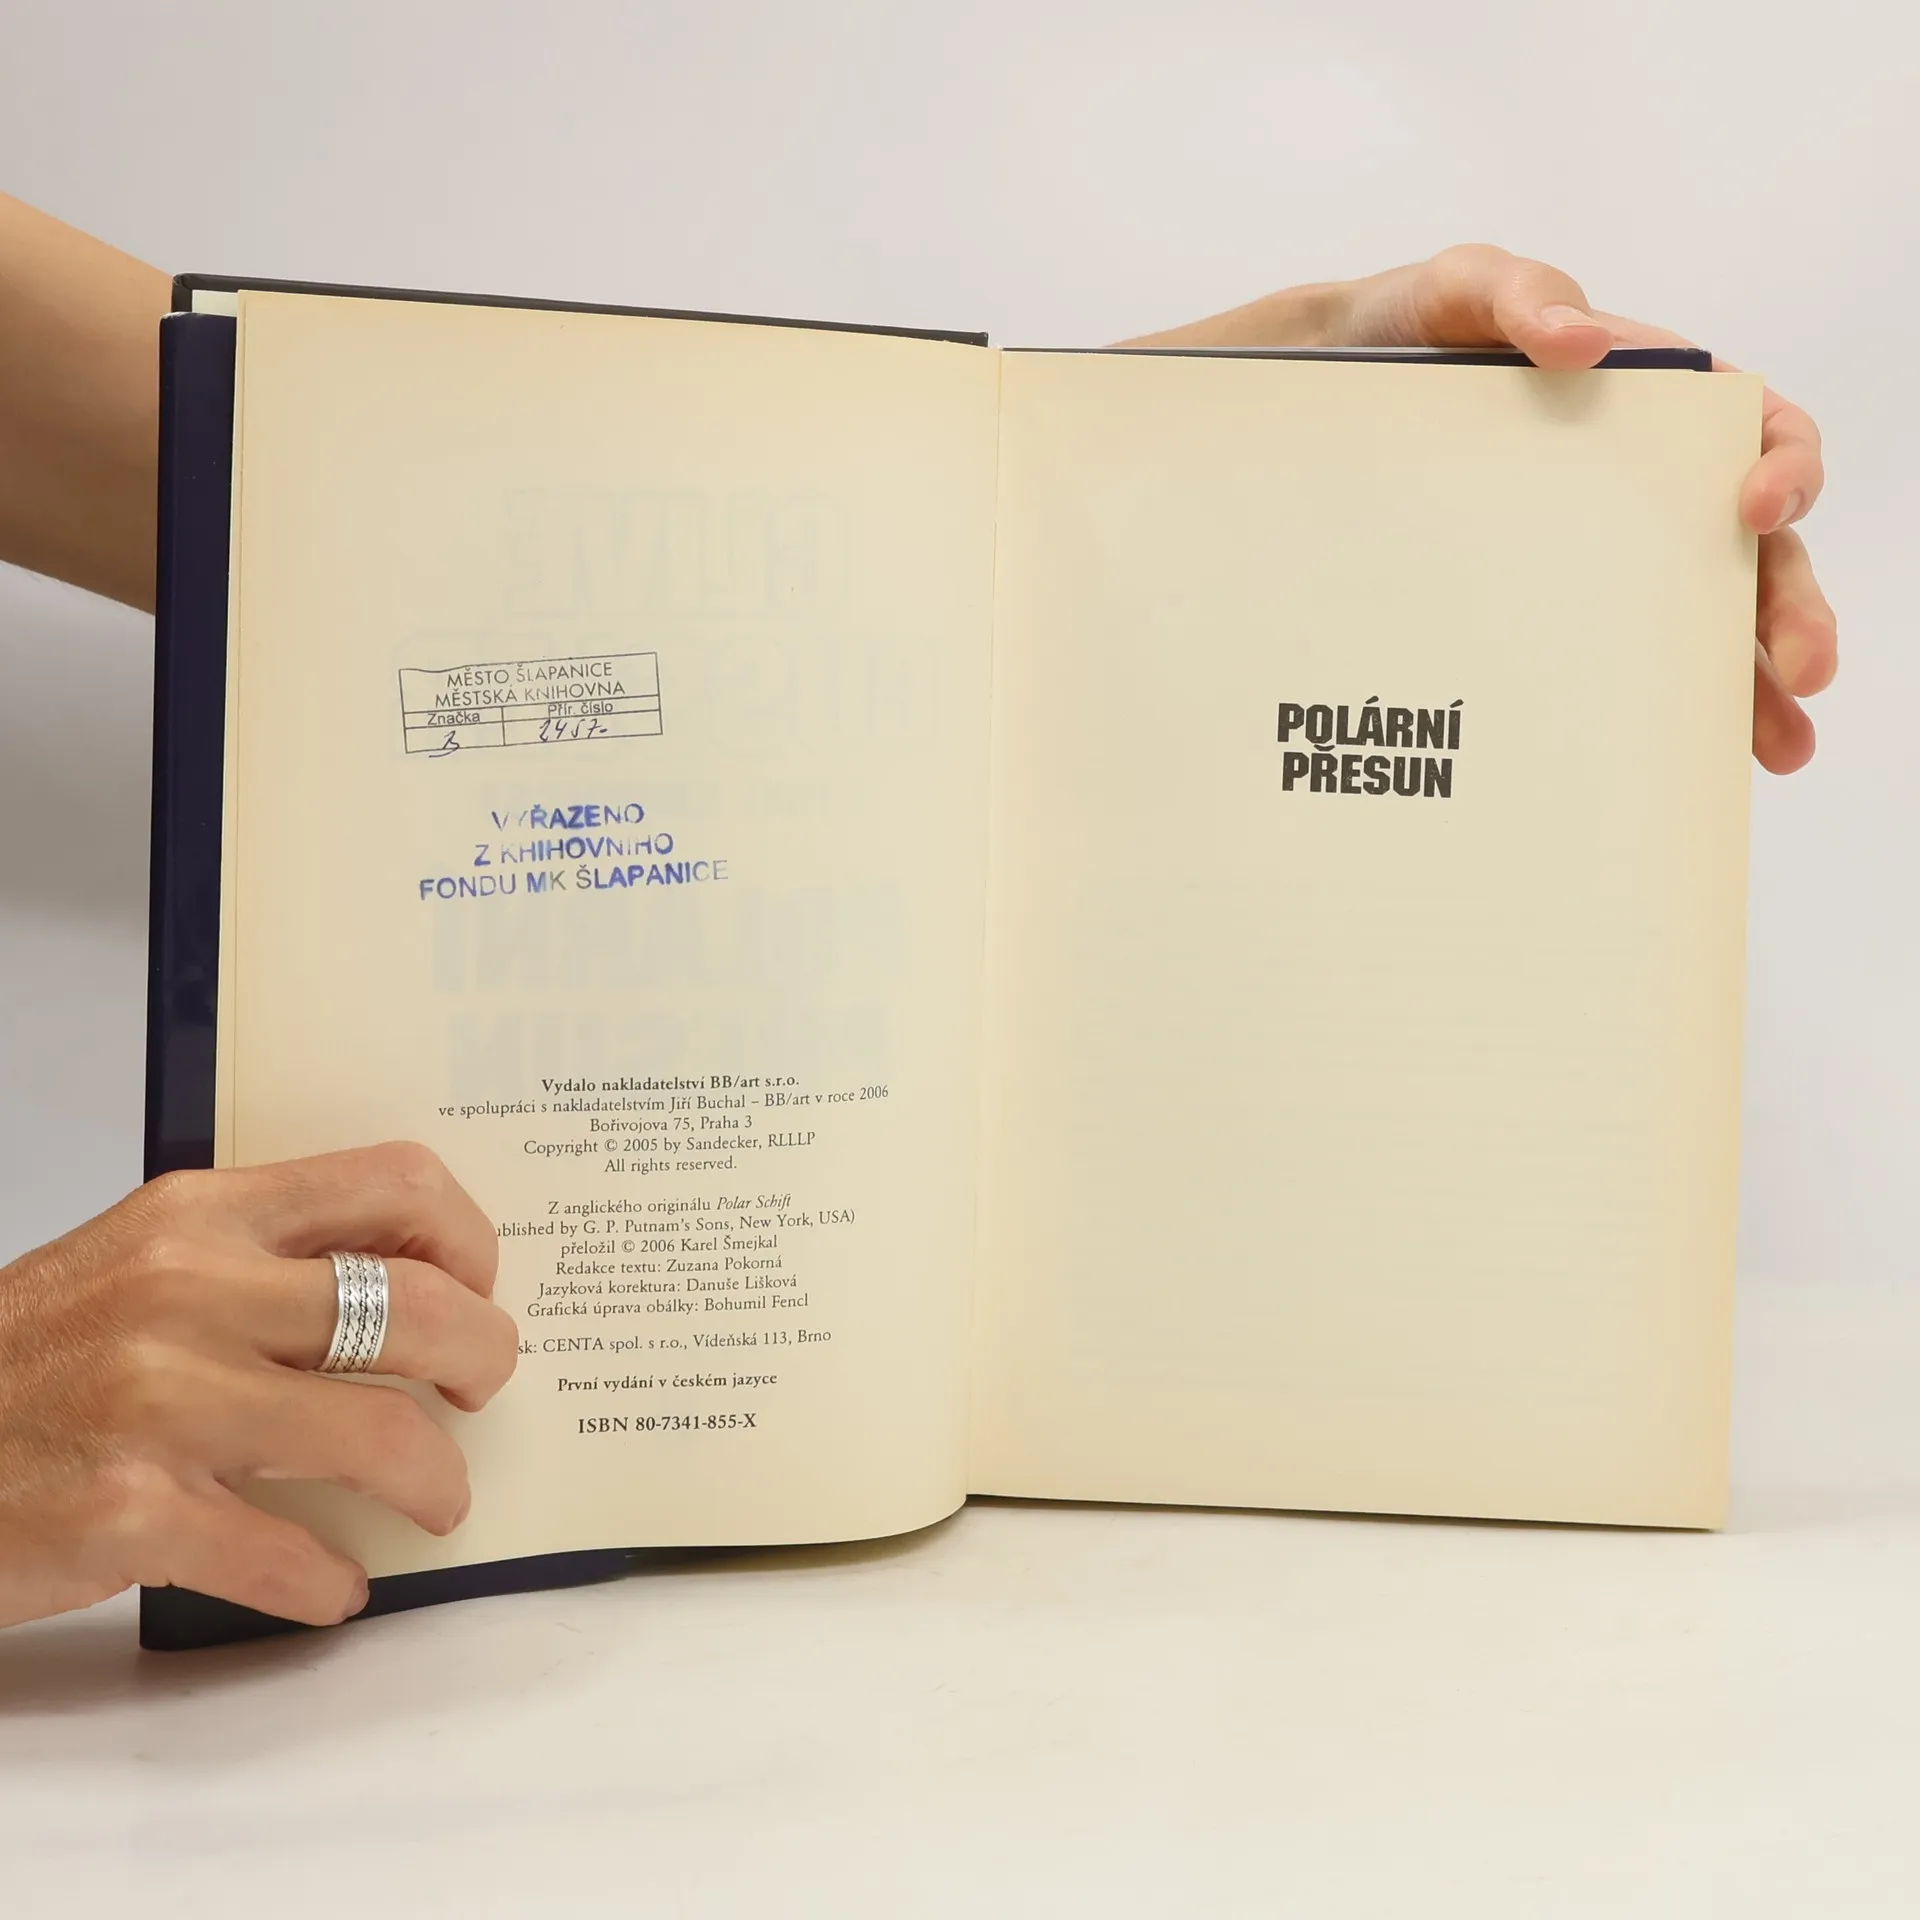 MĚSTO ŠLAPANICE
MĚSTSKÁ KNIHOVNA
Značka
Přír. číslo
B
2457
VYŘAZENO
Z KNIHOVNÍHO
FONDU MK ŠLAPANICE
Vydalo nakladatelství BB/art s.r.o.
ve spolupráci s nakladatelstvím Jiří Buchal – BB/art v roce 2006
Bořivojova 75, Praha 3
Copyright © 2005 by Sandecker, RLLLP
All rights reserved.
Z anglického originálu Polar Schift
ublished by G. P. Putnam's Sons, New York, USA)
přeložil © 2006 Karel Šmejkal
Redakce textu: Zuzana Pokorná
Jazyková korektura: Danuše Lišková
Grafická úprava obálky: Bohumil Fencl
sk: CENTA spol. s r.o., Vídeňská 113, Brno
První vydání v českém jazyce
ISBN 80-7341-855-X
POLÁRNÍ
PŘESUN